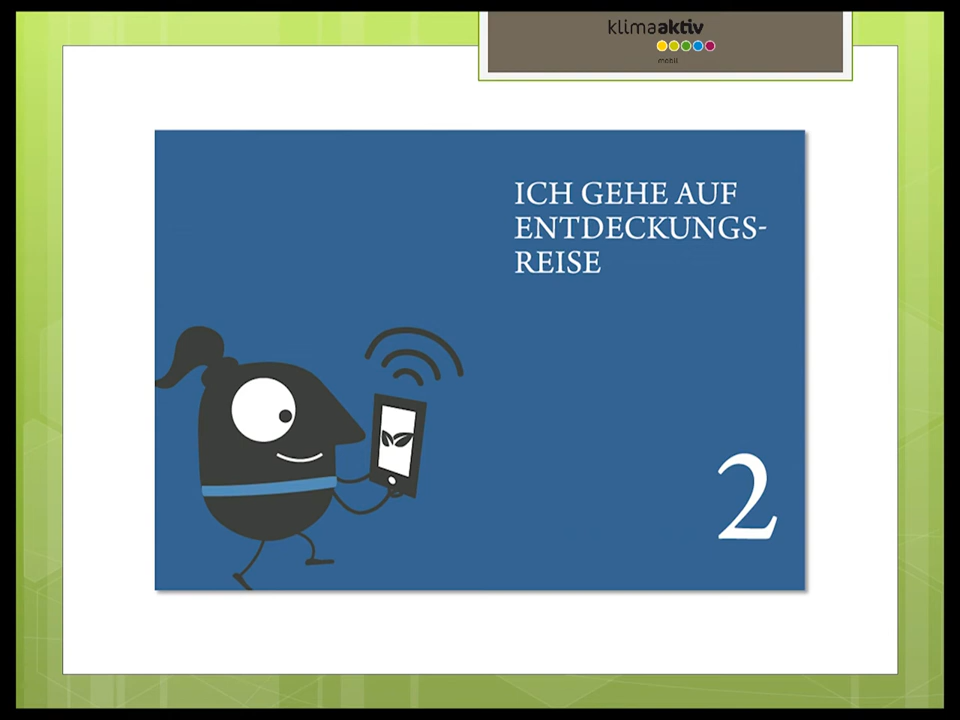 klimaaktiv
mobil
ICH GEHE AUF
ENTDECKUNGS-
REISE
2